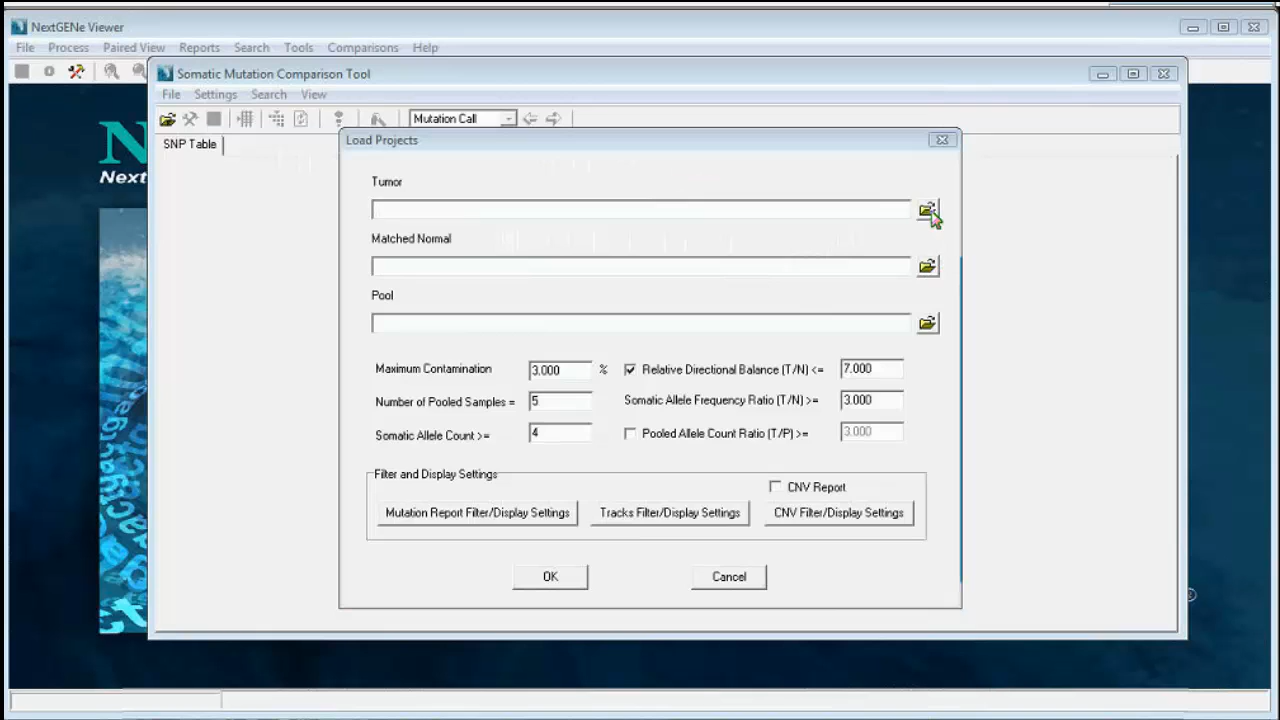 NextGENe Viewer
File Process Paired View Reports Search Tools Comparisons Help
Somatic Mutation Comparison Tool
File Settings Search View
Mutation Call
SNP Table
Load Projects
N
Next
Tumor
Matched Normal
Pool
Maximum Contamination 3.000 % Relative Directional Balance (T/N) <= 7.000
Number of Pooled Samples = 5 Somatic Allele Frequency Ratio (T/N) >= 3.000
Somatic Allele Count >= 4 Pooled Allele Count Ratio (T/P) >= 3.000
Filter and Display Settings
CNV Report
Mutation Report Filter/Display Settings Tracks Filter/Display Settings CNV Filter/Display Settings
OK Cancel